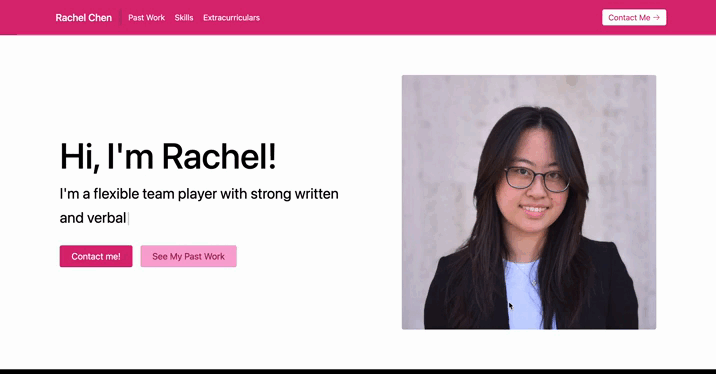 Rachel Chen
Past Work
Skills
Extracurriculars
Contact Me →
Hi, I'm Rachel!
I'm a flexible team player with strong written
and verbal
Contact me!
See My Past Work